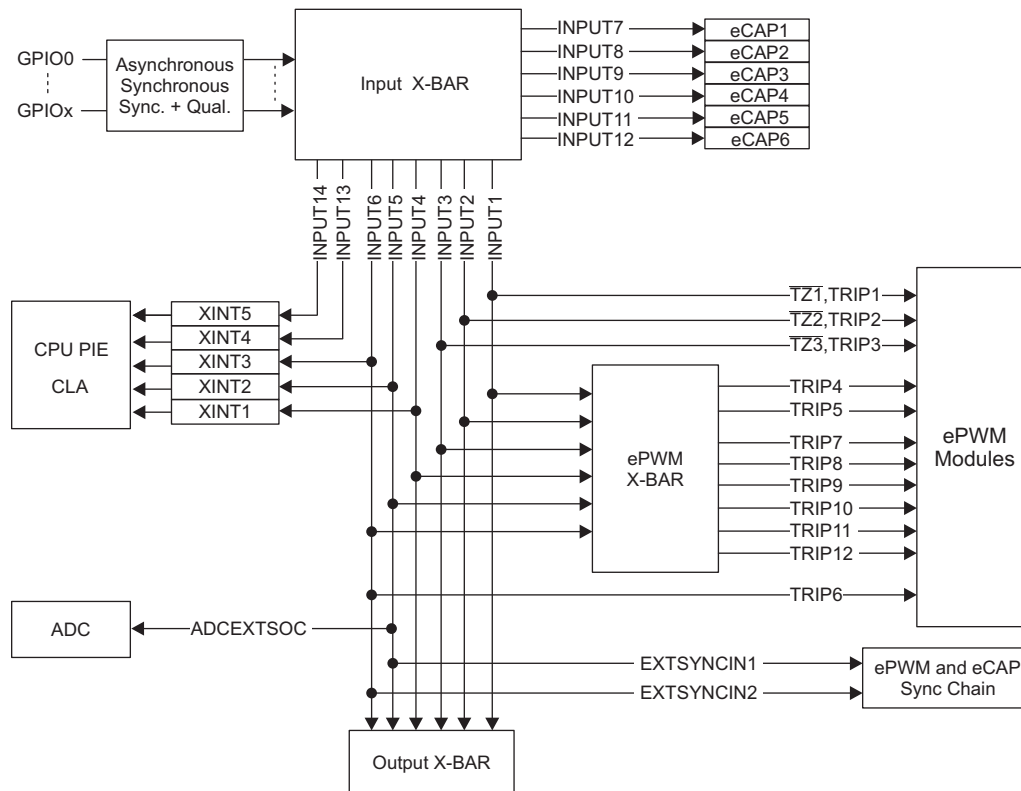 GPIO0
GPIOx
Asynchronous
Synchronous
Sync. + Qual.
Input X-BAR
INPUT7
INPUT8
INPUT9
INPUT10
INPUT11
INPUT12
eCAP1
eCAP2
eCAP3
eCAP4
eCAP5
eCAP6
INPUT14
INPUT13
INPUT6
INPUT5
INPUT4
INPUT3
INPUT2
INPUT1
CPU PIE
CLA
XINT5
XINT4
XINT3
XINT2
XINT1
TZ1,TRIP1
TZ2,TRIP2
TZ3,TRIP3
ePWM
X-BAR
TRIP4
TRIP5
TRIP7
TRIP8
TRIP9
TRIP10
TRIP11
TRIP12
TRIP6
ePWM
Modules
ADC
ADCEXTSOC
EXTSYNCIN1
EXTSYNCIN2
ePWM and eCAP
Sync Chain
Output X-BAR